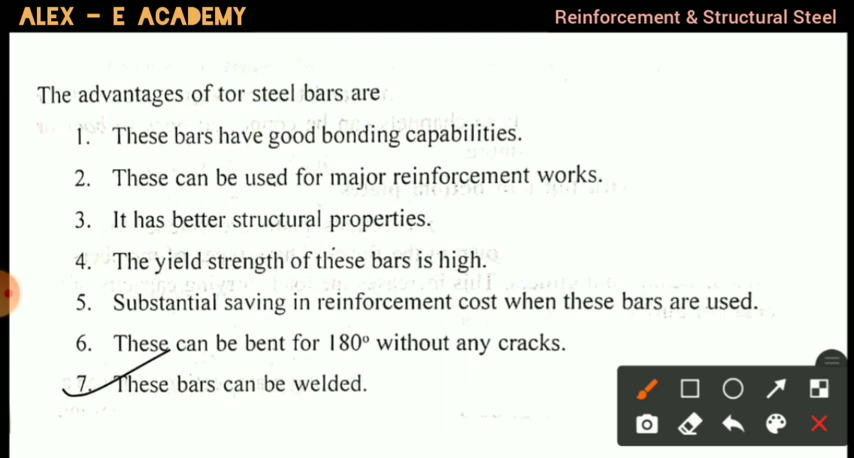 ALEX - E ACADEMY
Reinforcement & Structural Steel
The advantages of tor steel bars are
1. These bars have good bonding capabilities.
2. These can be used for major reinforcement works.
3. It has better structural properties.
4. The yield strength of these bars is high.
5. Substantial saving in reinforcement cost when these bars are used.
6. These can be bent for 180° without any cracks.
7. These bars can be welded.